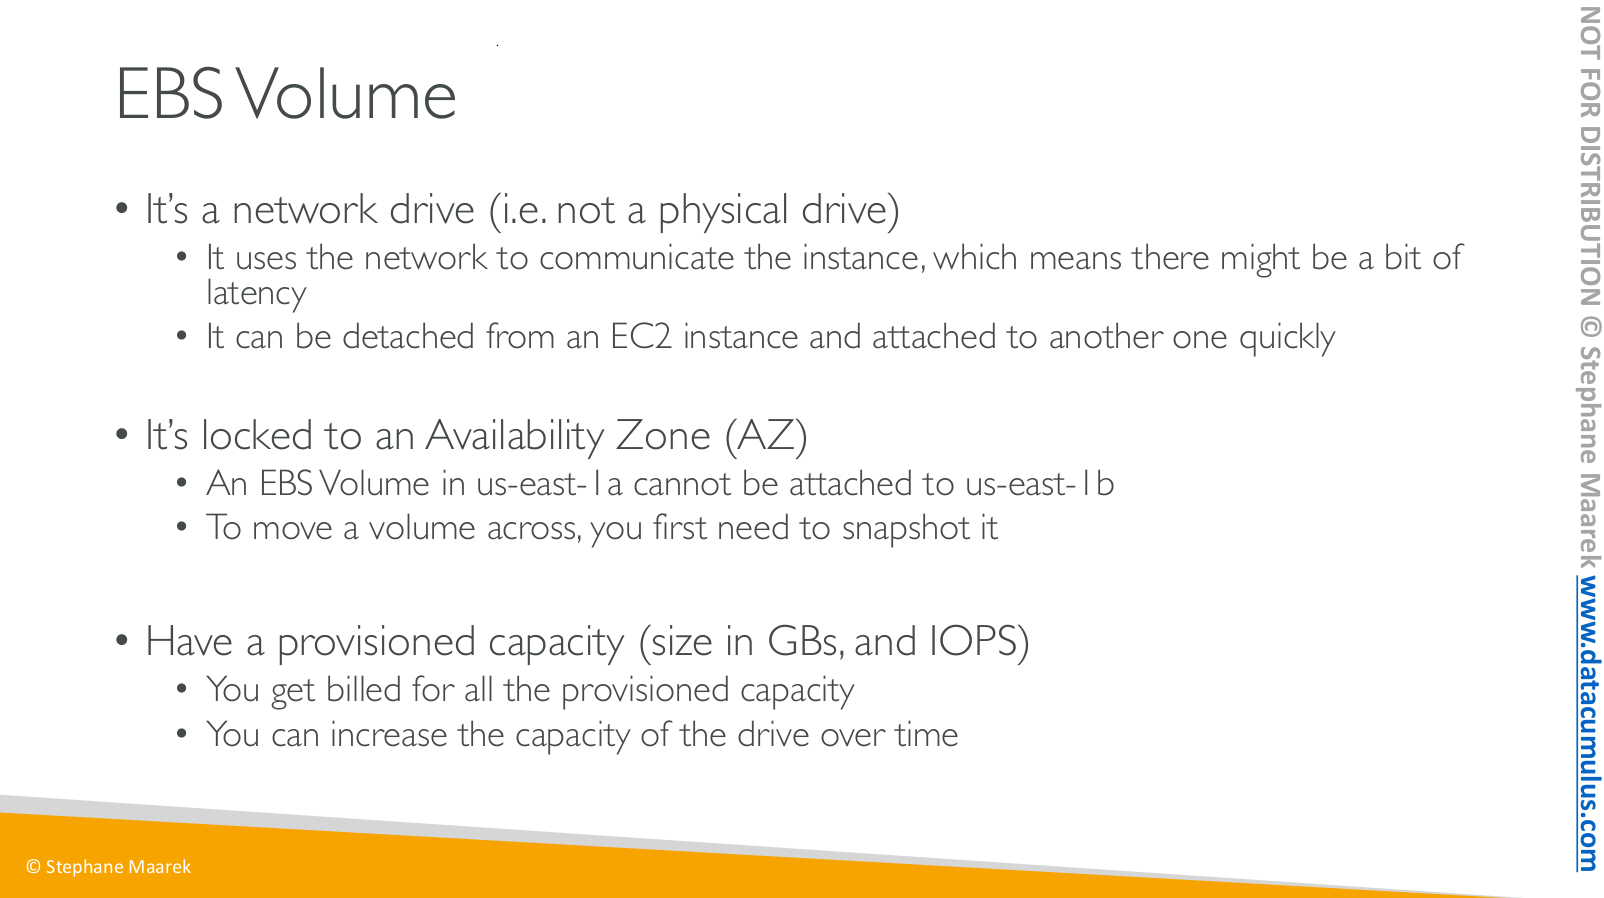 EBS Volume
• It's a network drive (i.e. not a physical drive)
• It uses the network to communicate the instance, which means there might be a bit of
latency
• It can be detached from an EC2 instance and attached to another one quickly
• It's locked to an Availability Zone (AZ)
• An EBS Volume in us-east-1a cannot be attached to us-east-1b
• To move a volume across, you first need to snapshot it
• Have a provisioned capacity (size in GBs, and IOPS)
• You get billed for all the provisioned capacity
• You can increase the capacity of the drive over time
© Stephane Maarek
NOT FOR DISTRIBUTION © Stephane Maarek www.datacumulus.com